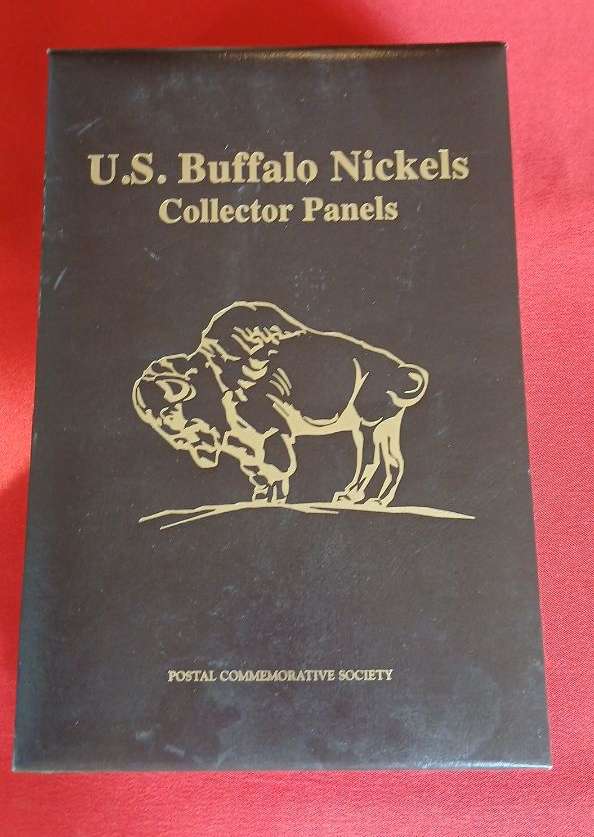 U.S. Buffalo Nickels
Collector Panels
POSTAL COMMEMORATIVE SOCIETY